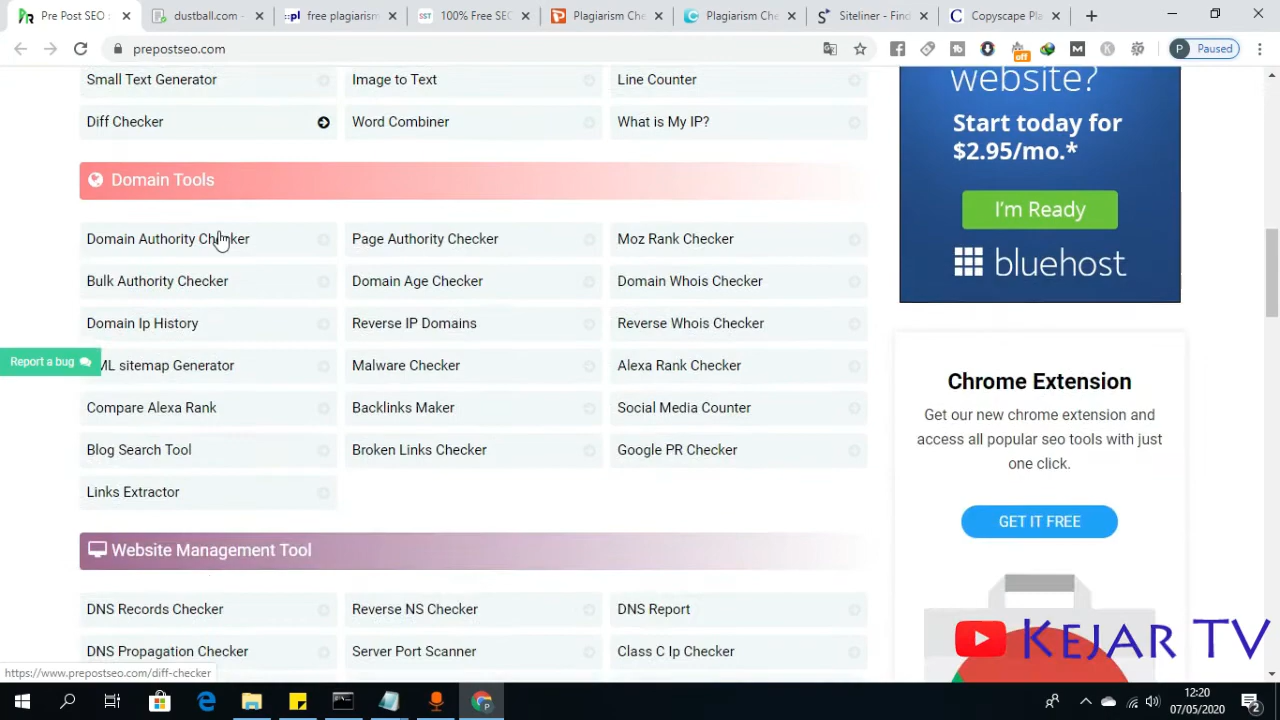 Pre Post SEO :
dustball.com -
free plagiarism
100% Free SEO
Plagiarism Che
Plagiarism Che
Siteliner - Find
Copyscape Pla
prepostseo.com
Paused
Small Text Generator
Image to Text
Line Counter
Diff Checker
Word Combiner
What is My IP?
Domain Tools
Domain Authority Checker
Page Authority Checker
Moz Rank Checker
Bulk Authority Checker
Domain Age Checker
Domain Whois Checker
Domain Ip History
Reverse IP Domains
Reverse Whois Checker
Report a bug
ML sitemap Generator
Malware Checker
Alexa Rank Checker
Compare Alexa Rank
Backlinks Maker
Social Media Counter
Blog Search Tool
Broken Links Checker
Google PR Checker
Links Extractor
Website Management Tool
DNS Records Checker
Reverse NS Checker
DNS Report
DNS Propagation Checker
Server Port Scanner
Class C Ip Checker
website?
Start today for
$2.95/mo.*
I'm Ready
bluehost
Chrome Extension
Get our new chrome extension and
access all popular seo tools with just
one click.
GET IT FREE
KEJAR TV
https://www.prepostseo.com/diff-checker
12:20
07/05/2020
2